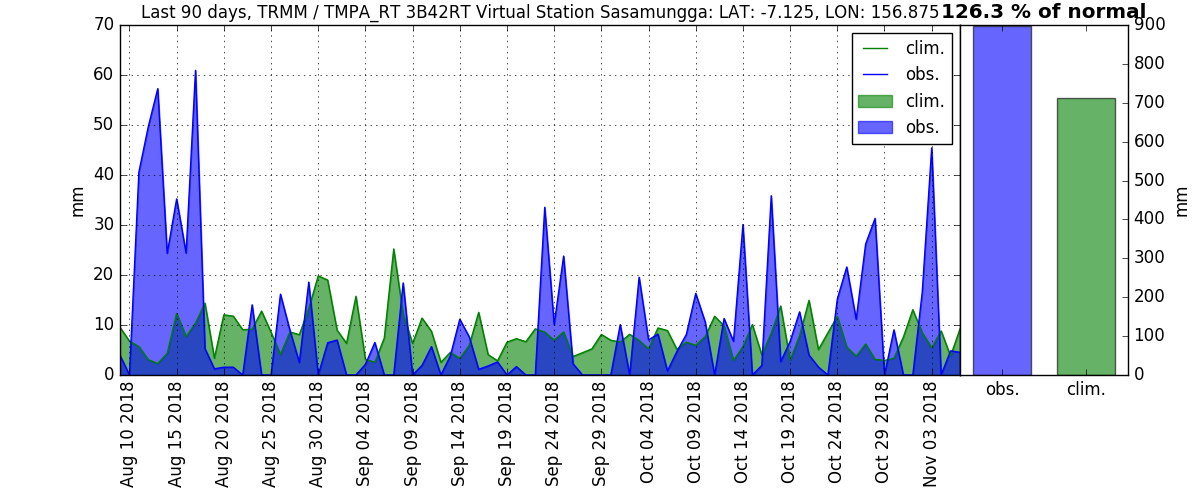 Last 90 days, TRMM / TMPA_RT 3B42RT Virtual Station Sasamungga: LAT: -7.125, LON: 156.875 126.3 % of normal
70
60
50
40
30
20
10
0
mm
clim.
obs.
clim.
obs.
900
800
700
600
500
400
300
200
100
0
mm
Aug 10 2018
Aug 15 2018
Aug 20 2018
Aug 25 2018
Aug 30 2018
Sep 04 2018
Sep 09 2018
Sep 14 2018
Sep 19 2018
Sep 24 2018
Sep 29 2018
Oct 04 2018
Oct 09 2018
Oct 14 2018
Oct 19 2018
Oct 24 2018
Oct 29 2018
Nov 03 2018
obs.
clim.